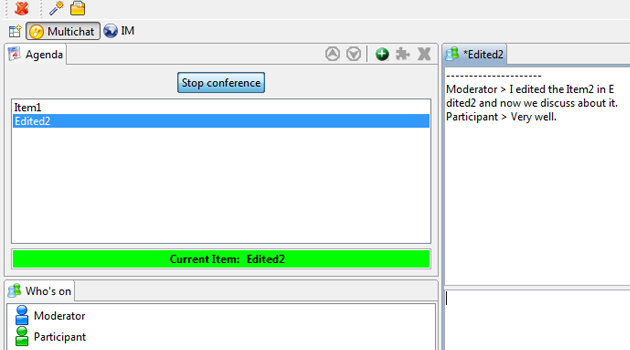 Multichat
IM
Agenda
Stop conference
Item1
Edited2
Current Item: Edited2
Who's on
Moderator
Participant
*Edited2
---------------------
Moderator > I edited the Item2 in E
dited2 and now we discuss about it.
Participant > Very well.